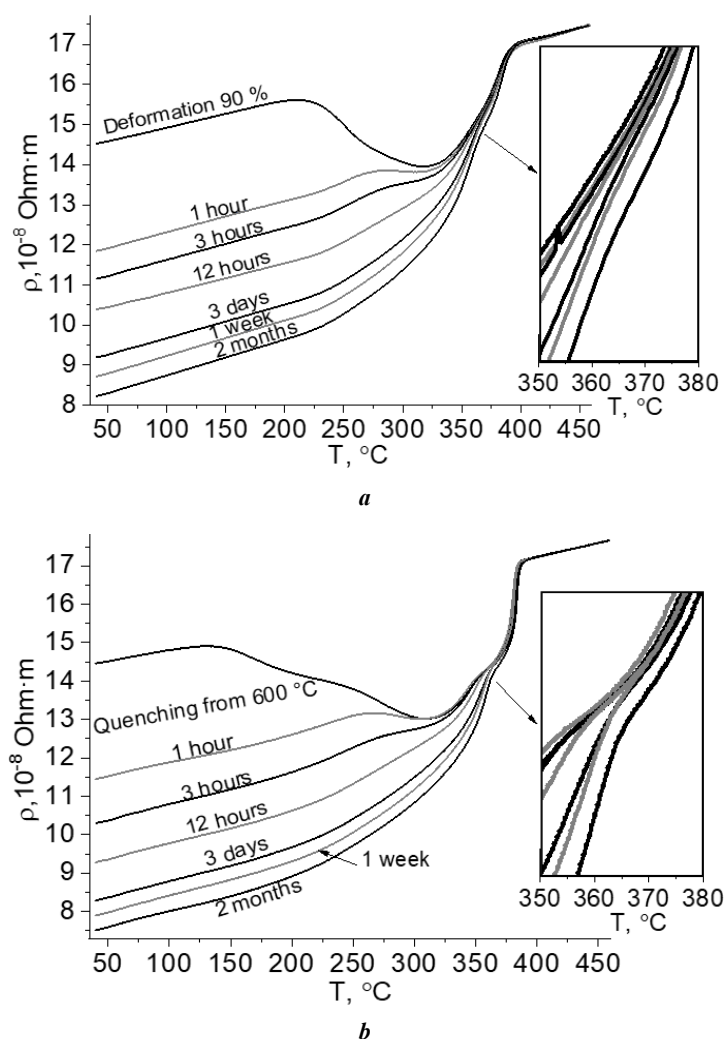 17
16
15
14
13
12
11
10
9
8
ρ,10⁻⁸ Ohm·m
Deformation 90 %
1 hour
3 hours
12 hours
3 days
1 week
2 months
50 100 150 200 250 300 350 400 450
T, °C
350 360 370 380
T, °C
a
17
16
15
14
13
12
11
10
9
8
ρ,10⁻⁸ Ohm·m
Quenching from 600 °C
1 hour
3 hours
12 hours
3 days
1 week
2 months
50 100 150 200 250 300 350 400 450
T, °C
350 360 370 380
T, °C
b